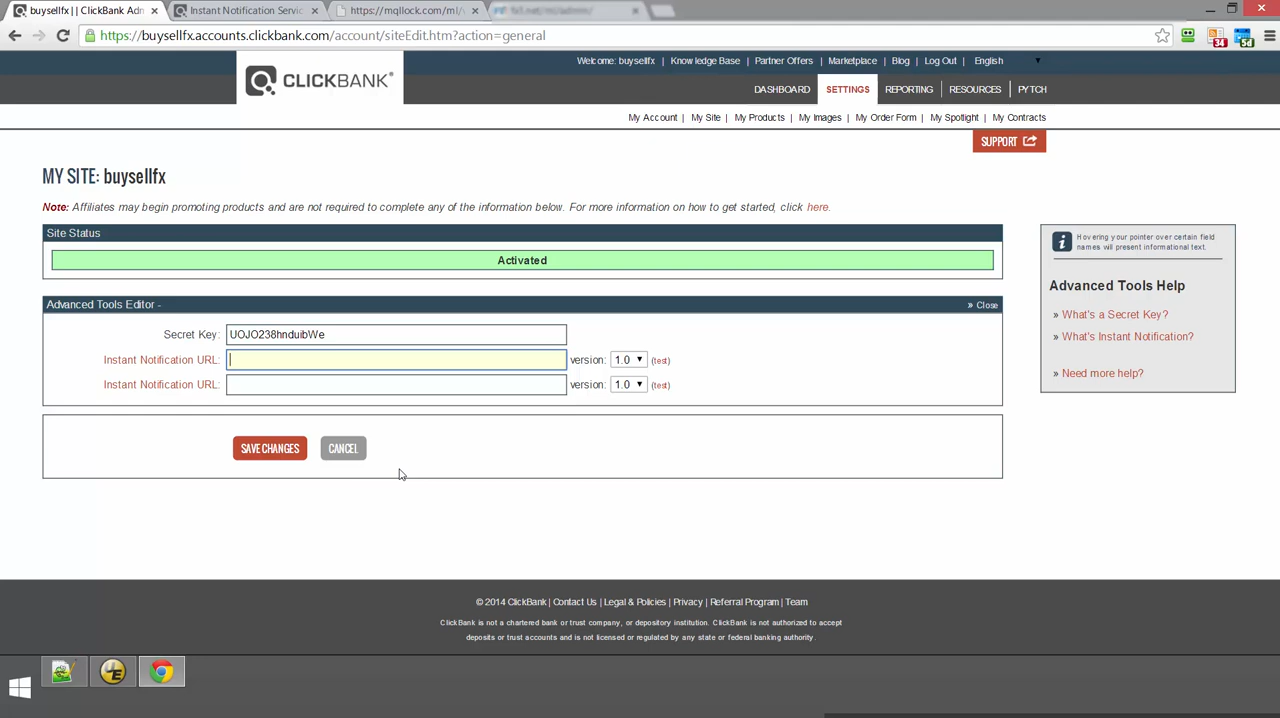 buysellfx | | ClickBank Adm
Instant Notification Servic
https://mqllock.com/ml/v
https://buysellfx.accounts.clickbank.com/account/siteEdit.htm?action=general
34
5d
CLICKBANK®
Welcome: buysellfx | Knowledge Base | Partner Offers | Marketplace | Blog | Log Out | English
DASHBOARD SETTINGS REPORTING RESOURCES PYTCH
My Account | My Site | My Products | My Images | My Order Form | My Spotlight | My Contracts
SUPPORT
MY SITE: buysellfx
Note: Affiliates may begin promoting products and are not required to complete any of the information below. For more information on how to get started, click here.
Site Status
Activated
Hovering your pointer over certain field
names will present informational text.
Advanced Tools Help
» What's a Secret Key?
» What's Instant Notification?
» Need more help?
Advanced Tools Editor -
» Close
Secret Key: UOJO238hnduibWe
Instant Notification URL: version: 1.0 (test)
Instant Notification URL: version: 1.0 (test)
SAVE CHANGES CANCEL
© 2014 ClickBank | Contact Us | Legal & Policies | Privacy | Referral Program | Team
ClickBank is not a chartered bank or trust company, or depository institution. ClickBank is not authorized to accept
deposits or trust accounts and is not licensed or regulated by any state or federal banking authority.